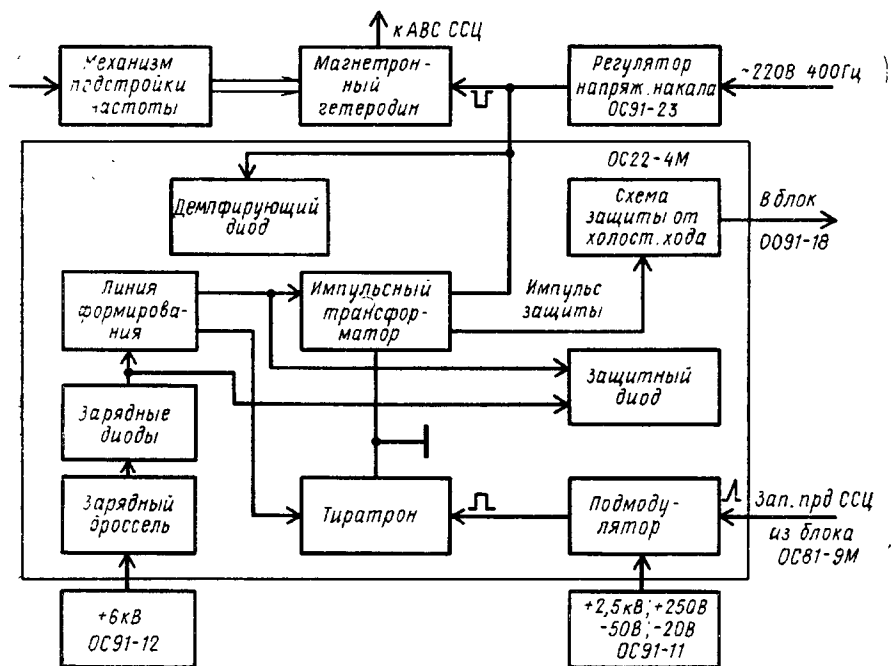 к АВС ССЦ
Механизм
подстройки
частоты
Магнетрон-
ный
гетеродин
Регулятор
напряж. накала
ОС91-23
~220В 400Гц
ОС22-4М
Демпфирующий
диод
Схема
защиты от
холост. хода
В блок
ОО91-18
Линия
формирова-
ния
Импульсный
трансфор-
матор
Импульс
защиты
Защитный
диод
Зарядные
диоды
Зарядный
дроссель
Тиратрон
Подмоду-
лятор
Зап. прд ССЦ
из блока
ОС81-9М
+6кВ
ОС91-12
+2,5кВ; +250В
-50В; -20В
ОС91-11